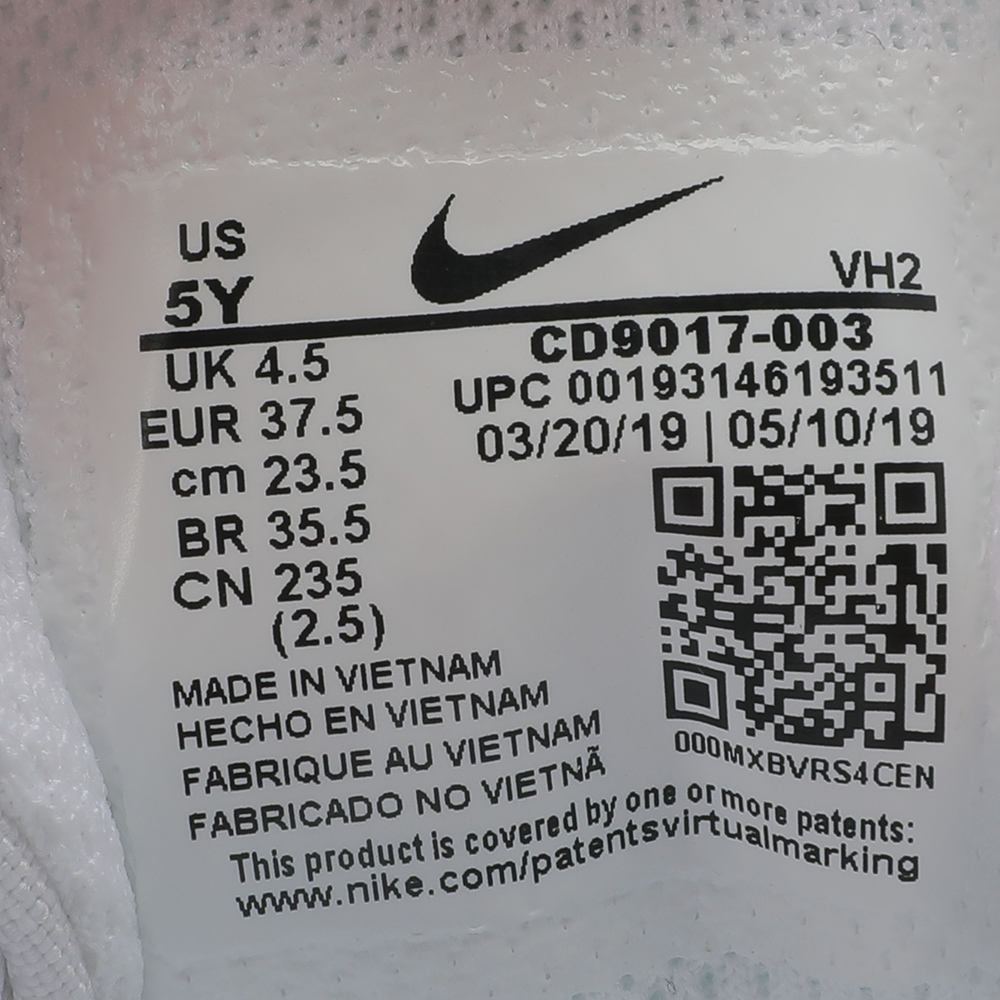 US
5Y
VH2
UK 4.5
EUR 37.5
cm 23.5
BR 35.5
CN 235
(2.5)
CD9017-003
UPC 00193146193511
03/20/19 | 05/10/19
000MXBVRS4CEN
MADE IN VIETNAM
HECHO EN VIETNAM
FABRIQUE AU VIETNAM
FABRICADO NO VIETNÃ
This product is covered by one or more patents:
www.nike.com/patentsvirtualmarking